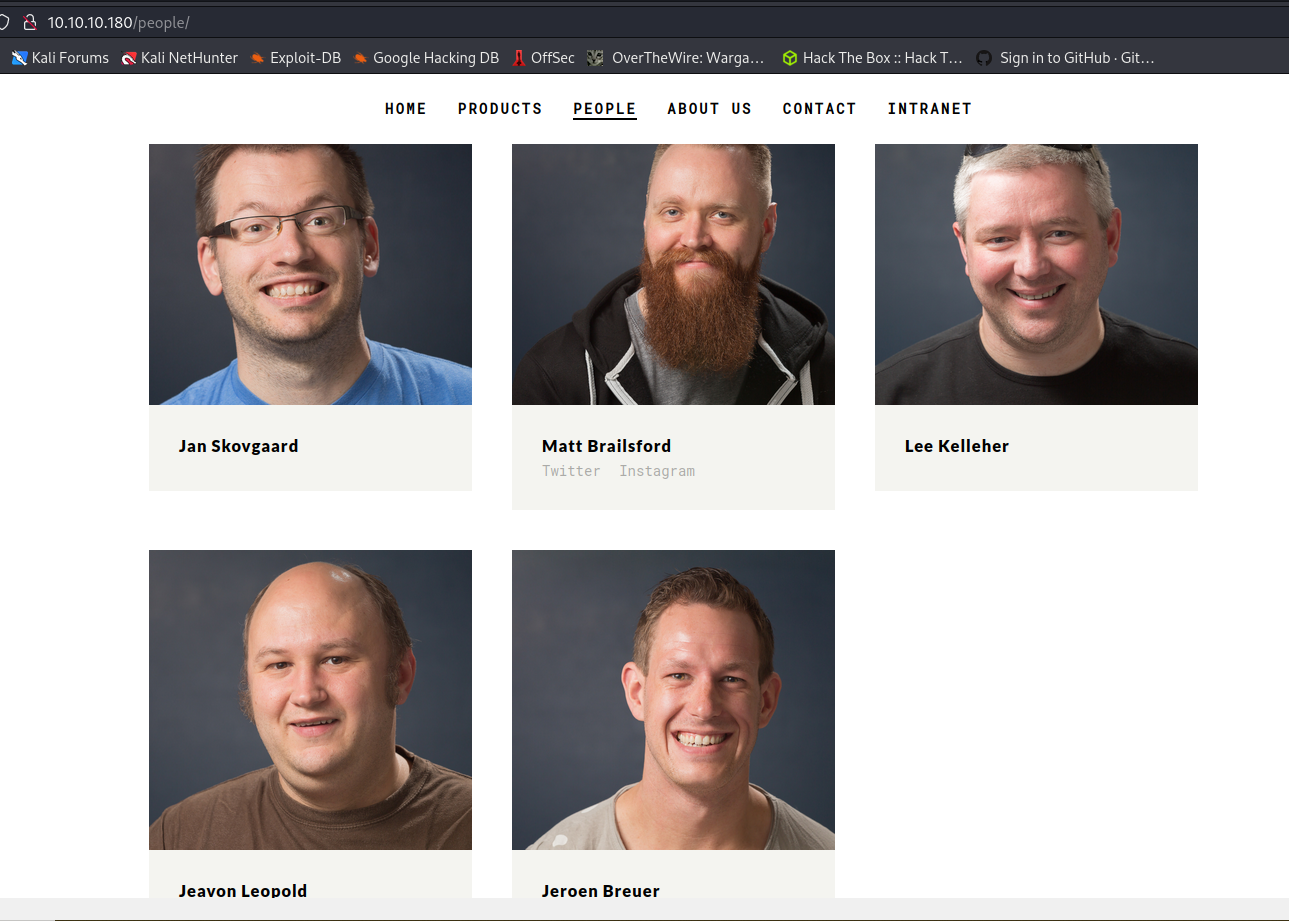 10.10.10.180/people/
Kali Forums Kali NetHunter Exploit-DB Google Hacking DB OffSec OverTheWire: Warga… Hack The Box :: Hack T… Sign in to GitHub · Git…
HOME PRODUCTS PEOPLE ABOUT US CONTACT INTRANET
Jan Skovgaard Matt Brailsford Lee Kelleher
Twitter Instagram
Jeavon Leopold Jeroen Breuer